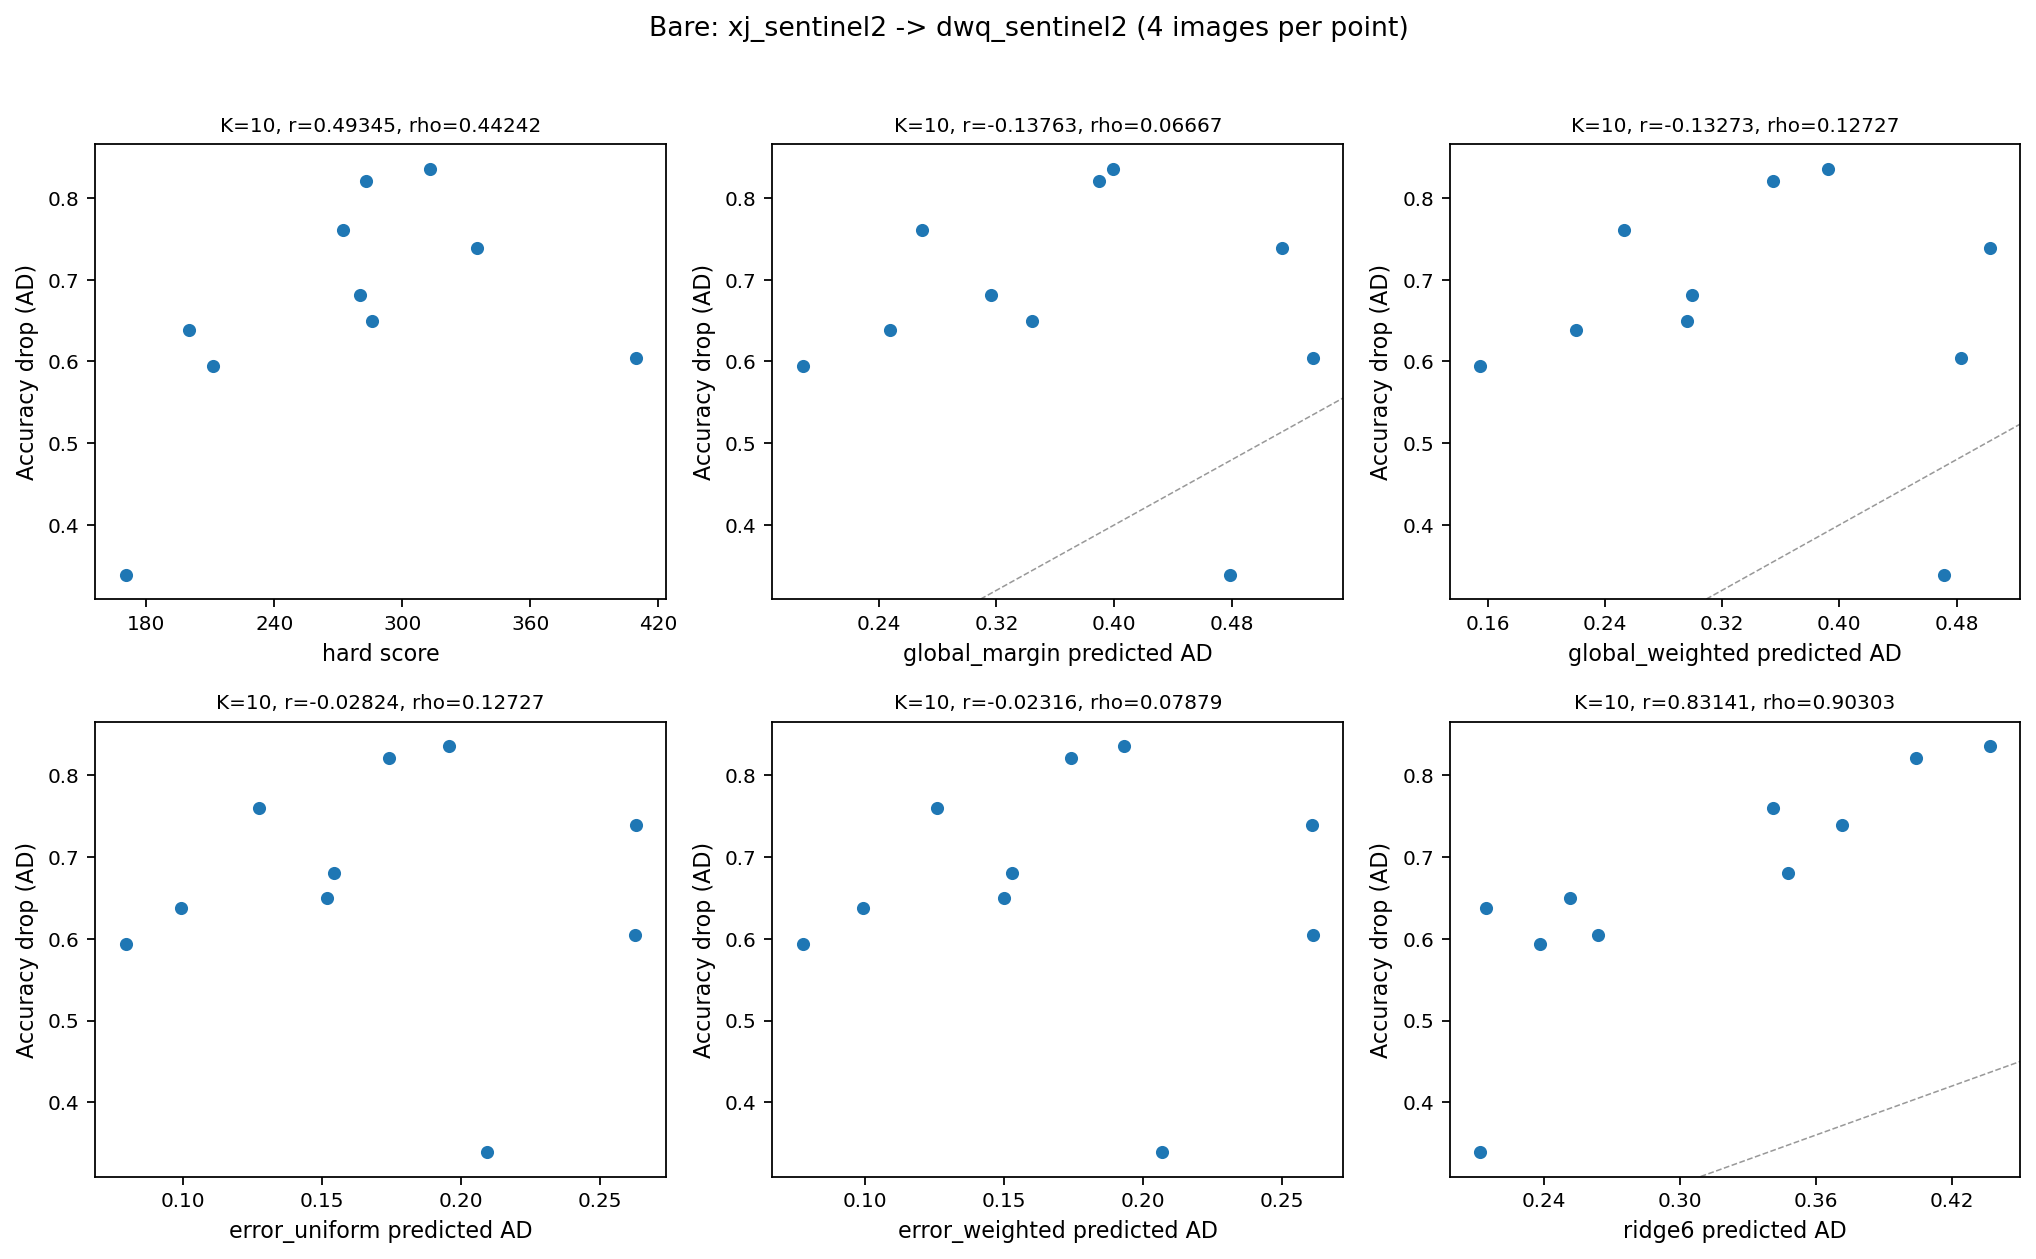 Bare: xj_sentinel2 -> dwq_sentinel2 (4 images per point)
K=10, r=0.49345, rho=0.44242
Accuracy drop (AD)
0.8
0.7
0.6
0.5
0.4
180 240 300 360 420
hard score
K=10, r=-0.13763, rho=0.06667
Accuracy drop (AD)
0.8
0.7
0.6
0.5
0.4
0.24 0.32 0.40 0.48
global_margin predicted AD
K=10, r=-0.13273, rho=0.12727
Accuracy drop (AD)
0.8
0.7
0.6
0.5
0.4
0.16 0.24 0.32 0.40 0.48
global_weighted predicted AD
K=10, r=-0.02824, rho=0.12727
Accuracy drop (AD)
0.8
0.7
0.6
0.5
0.4
0.10 0.15 0.20 0.25
error_uniform predicted AD
K=10, r=-0.02316, rho=0.07879
Accuracy drop (AD)
0.8
0.7
0.6
0.5
0.4
0.10 0.15 0.20 0.25
error_weighted predicted AD
K=10, r=0.83141, rho=0.90303
Accuracy drop (AD)
0.8
0.7
0.6
0.5
0.4
0.24 0.30 0.36 0.42
ridge6 predicted AD